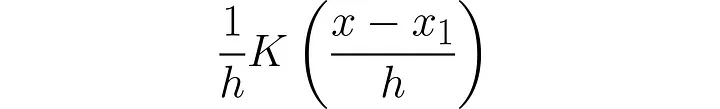 \frac{1}{h} K \left( \frac{x - x_1}{h} \right)